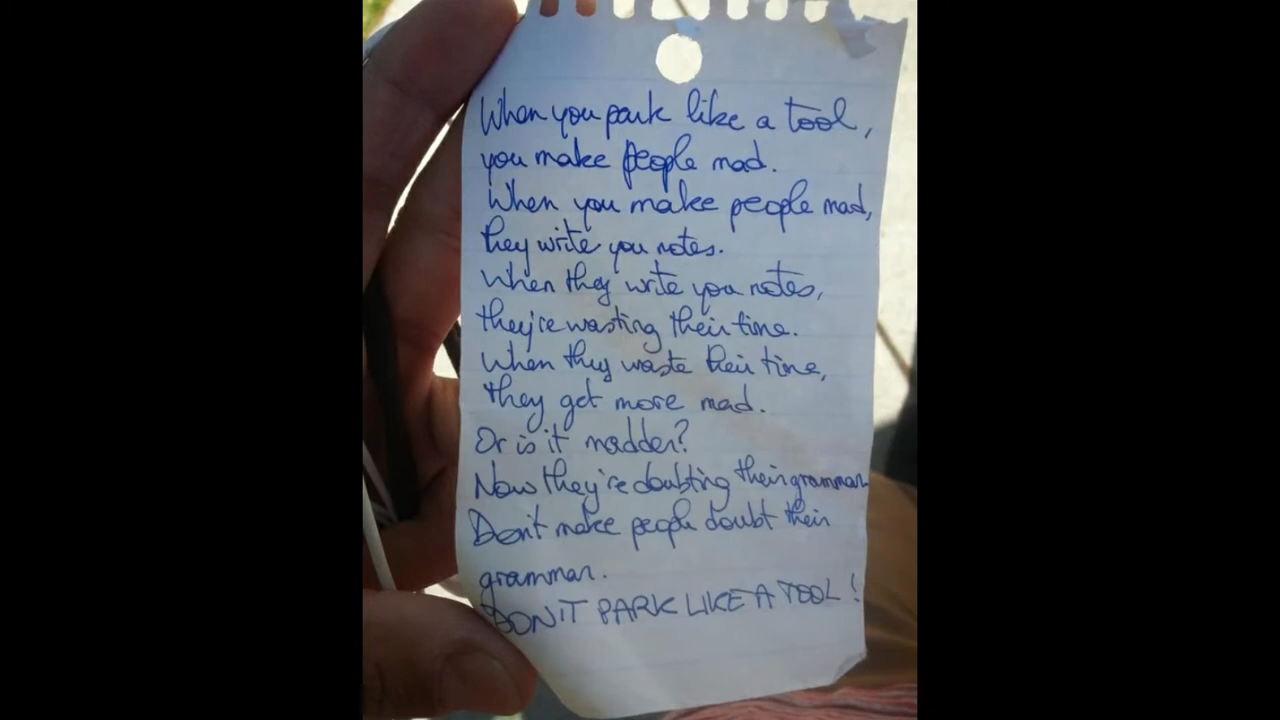 When you park like a tool,
you make people mad.
When you make people mad,
they write you notes.
When they write you notes,
they're wasting their time.
When they waste their time,
they get more mad.
Or is it madder?
Now they're doubting their grammar.
Don't make people doubt their
grammar.
DON'T PARK LIKE A TOOL!